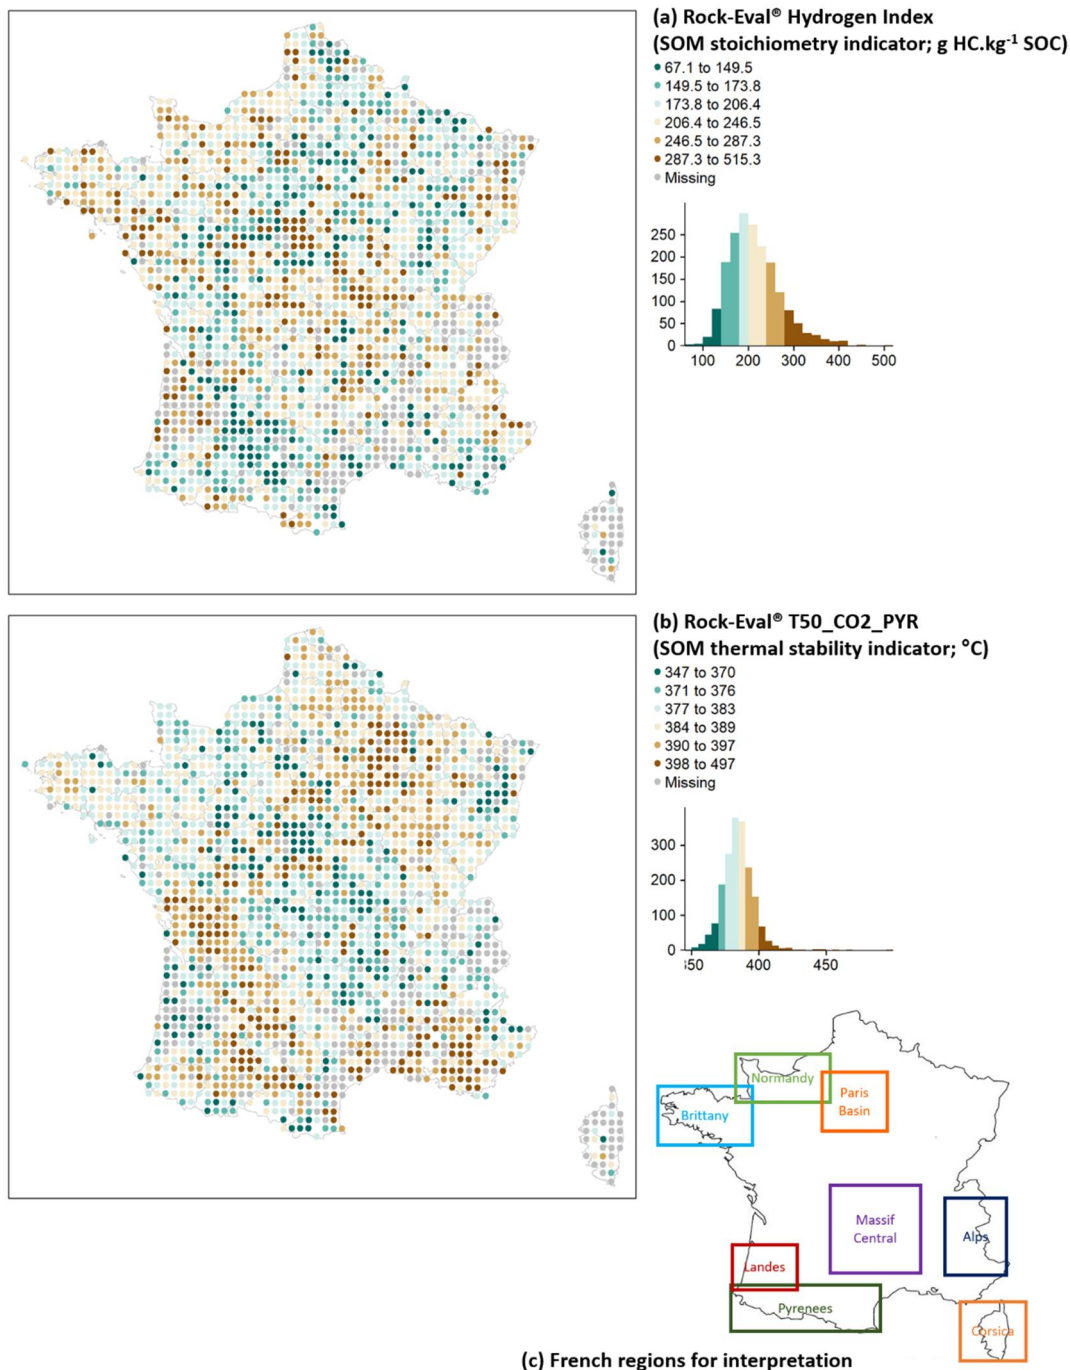 (a) Rock-Eval® Hydrogen Index
(SOM stoichiometry indicator; g HC.kg⁻¹ SOC)
67.1 to 149.5
149.5 to 173.8
173.8 to 206.4
206.4 to 246.5
246.5 to 287.3
287.3 to 515.3
Missing
250
200
150
100
50
0
100 200 300 400 500
(b) Rock-Eval® T50_CO2_PYR
(SOM thermal stability indicator; °C)
347 to 370
371 to 376
377 to 383
384 to 389
390 to 397
398 to 497
Missing
300
200
100
0
50 400 450
Normandy
Paris
Basin
Brittany
Massif
Central
Alps
Landes
Pyrenees
Corsica
(c) French regions for interpretation